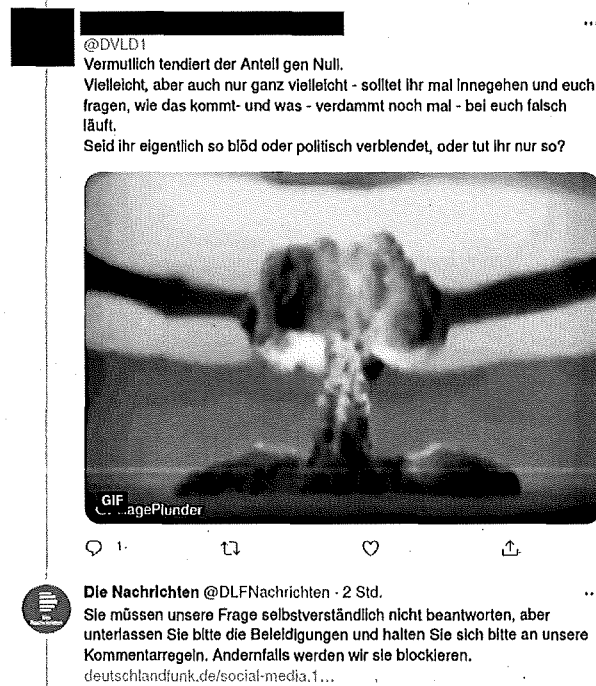 @DVLD1
Vermutlich tendiert der Anteil gen Null.
Vielleicht, aber auch nur ganz vielleicht - solltet ihr mal innegehen und euch
fragen, wie das kommt- und was - verdammt noch mal - bei euch falsch
läuft.
Seid ihr eigentlich so blöd oder politisch verblendet, oder tut ihr nur so?
GIF
agePlunder
1
Die Nachrichten @DLFNachrichten · 2 Std.
Sie müssen unsere Frage selbstverständlich nicht beantworten, aber
unterlassen Sie bitte die Beleidigungen und halten Sie sich bitte an unsere
Kommentarregeln. Andernfalls werden wir sie blockieren.
deutschlandfunk.de/social-media.1...